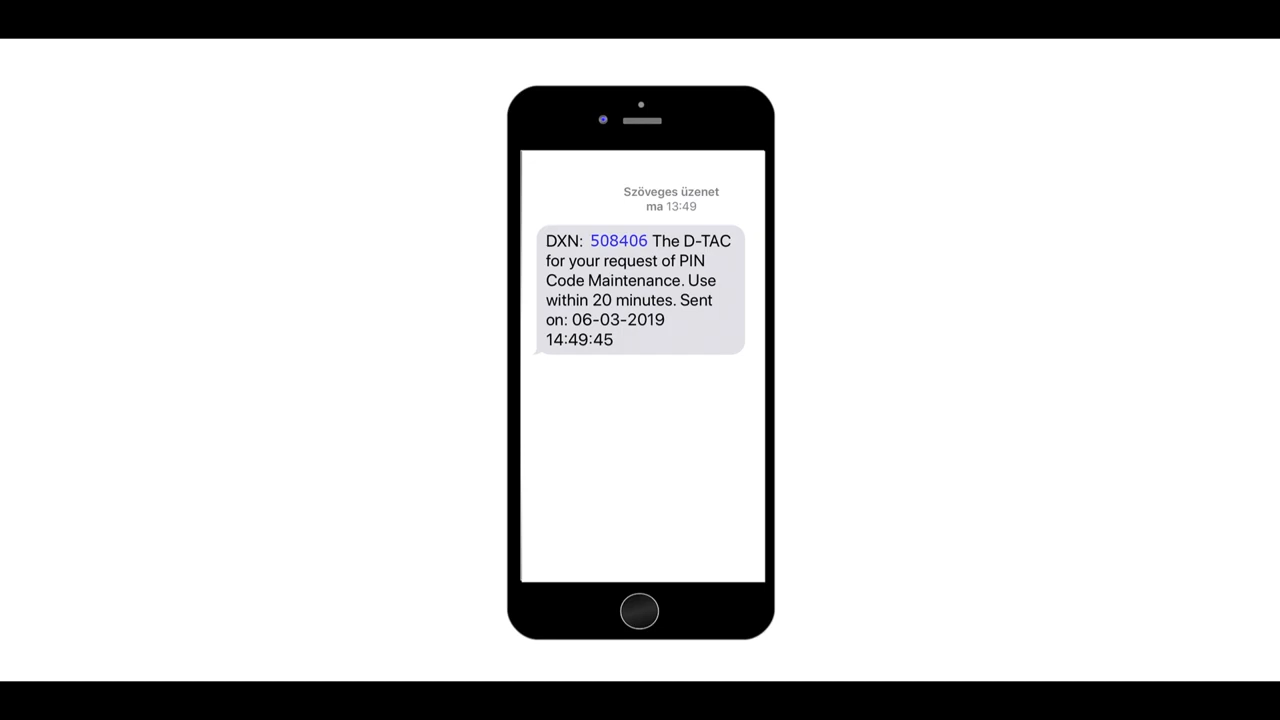 Szöveges üzenet
ma 13:49
DXN: 508406 The D-TAC
for your request of PIN
Code Maintenance. Use
within 20 minutes. Sent
on: 06-03-2019
14:49:45